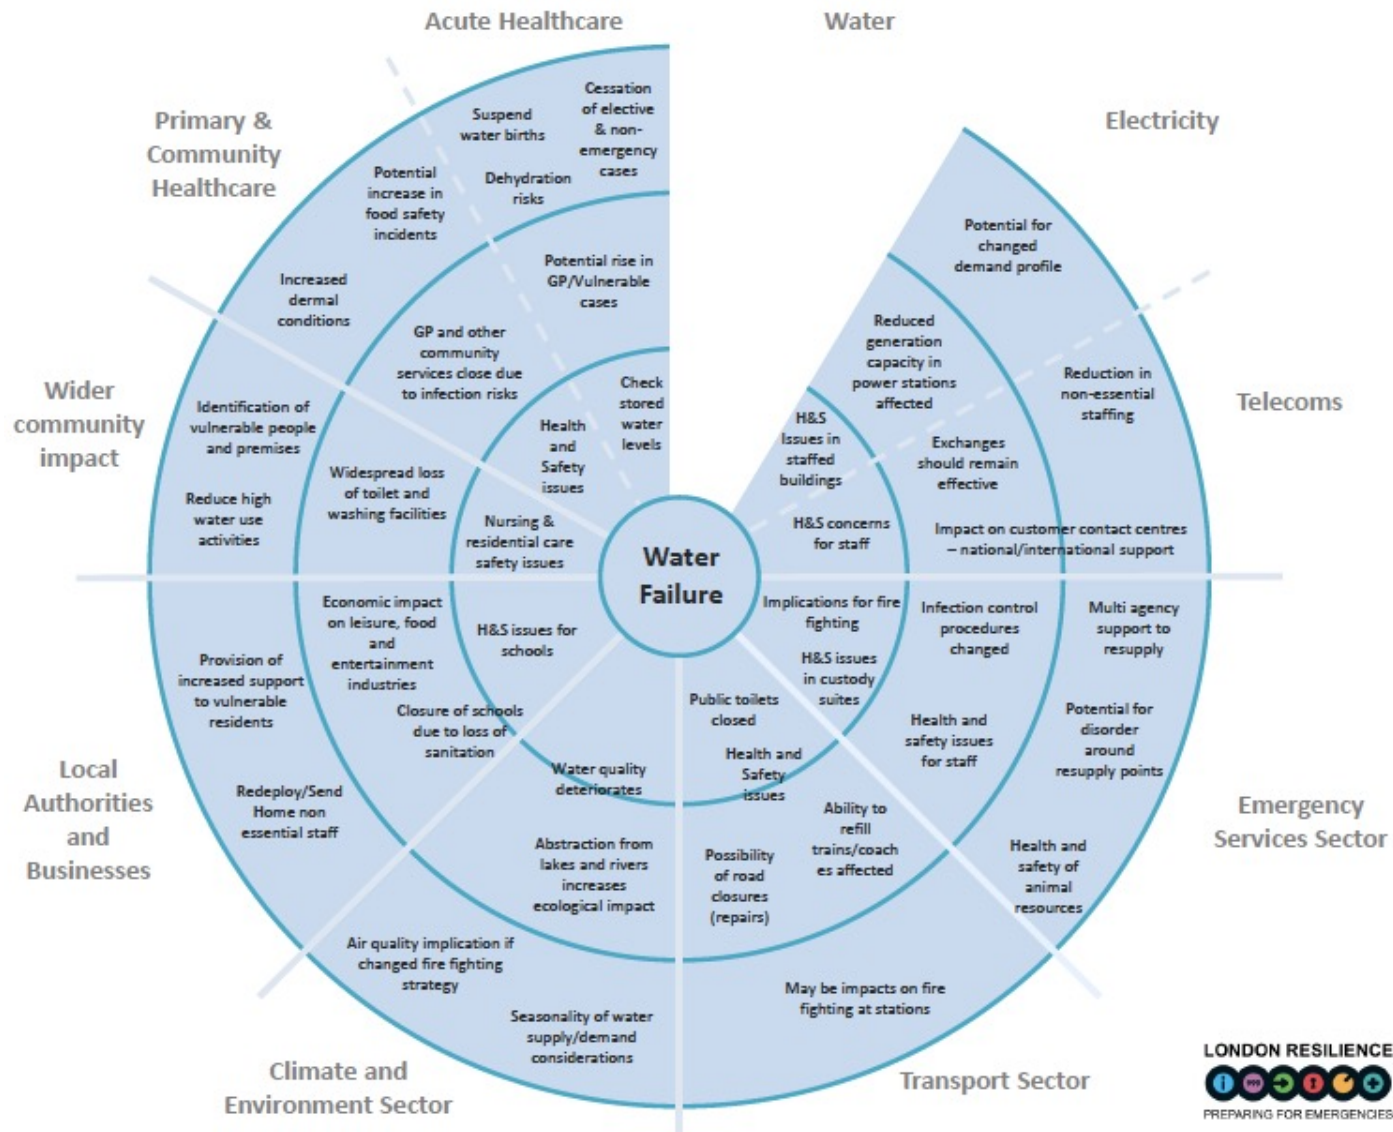 Acute Healthcare
Water
Electricity
Telecoms
Emergency
Services Sector
Transport Sector
Climate and
Environment Sector
Local
Authorities
and
Businesses
Wider
community
impact
Primary &
Community
Healthcare
Water
Failure
Cessation
of elective
& non-
emergency
cases
Suspend
water births
Dehydration
risks
Potential rise in
GP/Vulnerable
cases
Check
stored
water
levels
Potential
increase in
food safety
incidents
Increased
dermal
conditions
GP and other
community
services close due
to infection risks
Health
and
Safety
issues
Identification of
vulnerable people
and premises
Reduce high
water use
activities
Widespread loss
of toilet and
washing facilities
Nursing &
residential care
safety issues
Economic impact
on leisure, food
and
entertainment
industries
H&S issues for
schools
Provision of
increased support
to vulnerable
residents
Closure of schools
due to loss of
sanitation
Redeploy/Send
Home non
essential staff
Water quality
deteriorates
Abstraction from
lakes and rivers
increases
ecological impact
Air quality implication if
changed fire fighting
strategy
Seasonality of water
supply/demand
considerations
Public toilets
closed
Health and
Safety
issues
Ability to
refill
trains/coach
es affected
Possibility
of road
closures
(repairs)
May be impacts on fire
fighting at stations
Implications for fire
fighting
H&S issues
in custody
suites
Infection control
procedures
changed
Health and
safety issues
for staff
Multi agency
support to
resupply
Potential for
disorder
around
resupply points
Health and
safety of
animal
resources
Potential for
changed
demand profile
Reduced
generation
capacity in
power stations
affected
H&S
Issues in
staffed
buildings
Reduction in
non-essential
staffing
Exchanges
should remain
effective
H&S concerns
for staff
Impact on customer contact centres
– national/international support
LONDON RESILIENCE
PREPARING FOR EMERGENCIES